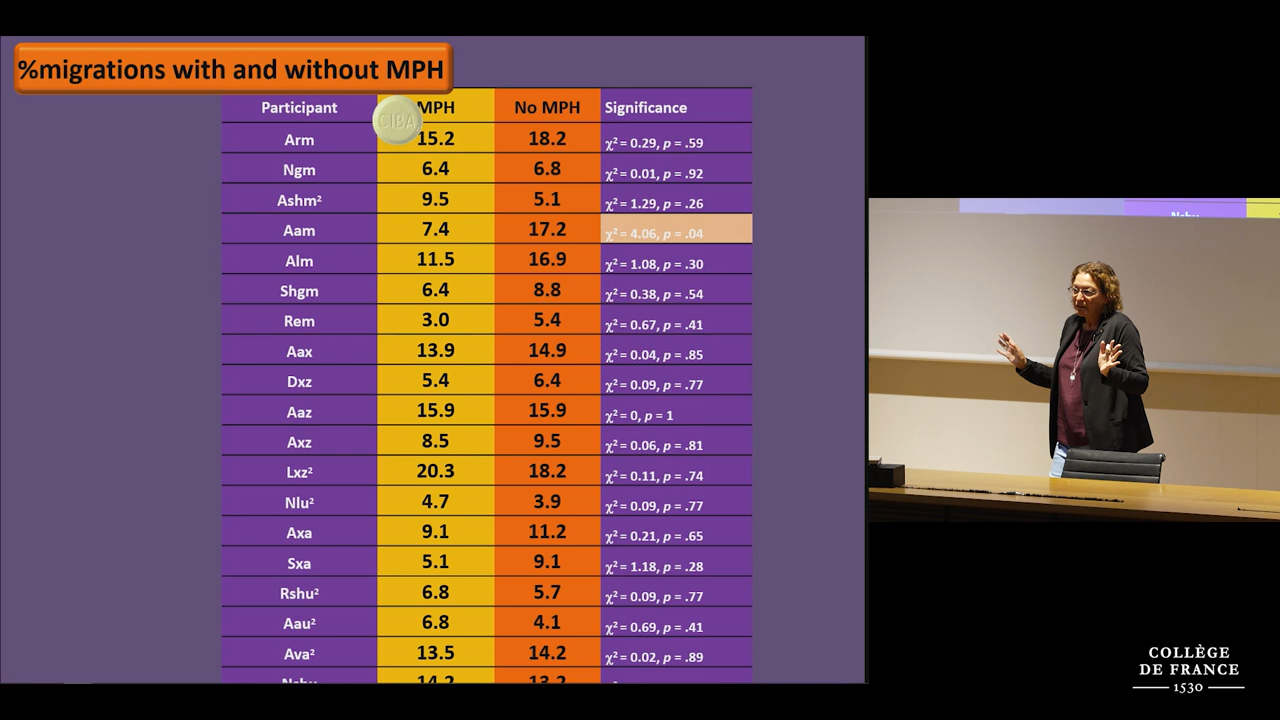 %migrations with and without MPH
Participant MPH No MPH Significance
CIBA
Arm 15.2 18.2 χ² = 0.29, p = .59
Ngm 6.4 6.8 χ² = 0.01, p = .92
Ashm² 9.5 5.1 χ² = 1.29, p = .26
Aam 7.4 17.2 χ² = 4.06, p = .04
Alm 11.5 16.9 χ² = 1.08, p = .30
Shgm 6.4 8.8 χ² = 0.38, p = .54
Rem 3.0 5.4 χ² = 0.67, p = .41
Aax 13.9 14.9 χ² = 0.04, p = .85
Dxz 5.4 6.4 χ² = 0.09, p = .77
Aaz 15.9 15.9 χ² = 0, p = 1
Axz 8.5 9.5 χ² = 0.06, p = .81
Lxz² 20.3 18.2 χ² = 0.11, p = .74
Nlu² 4.7 3.9 χ² = 0.09, p = .77
Axa 9.1 11.2 χ² = 0.21, p = .65
Sxa 5.1 9.1 χ² = 1.18, p = .28
Rshu² 6.8 5.7 χ² = 0.09, p = .77
Aau² 6.8 4.1 χ² = 0.69, p = .41
Ava² 13.5 14.2 χ² = 0.02, p = .89
14.2 13.2
COLLÈGE
DE FRANCE
1530